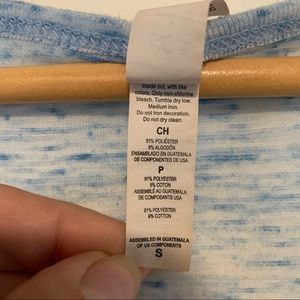 inside out, with like
colors. Only non-chlorine
bleach. Tumble dry low.
Medium iron.
Do not iron decoration.
Do not dry clean.
CH
91% POLIÉSTER
9% ALGODÓN
ENSAMBLADO EN GUATEMALA
DE COMPONENTES DE USA
P
91% POLYESTER
9% COTON
ASSEMBLÉ EN GUATEMALA
DE COMPOSANTS USA
91% POLYESTER
9% COTTON
ASSEMBLED IN GUATEMALA
OF US COMPONENTS
S